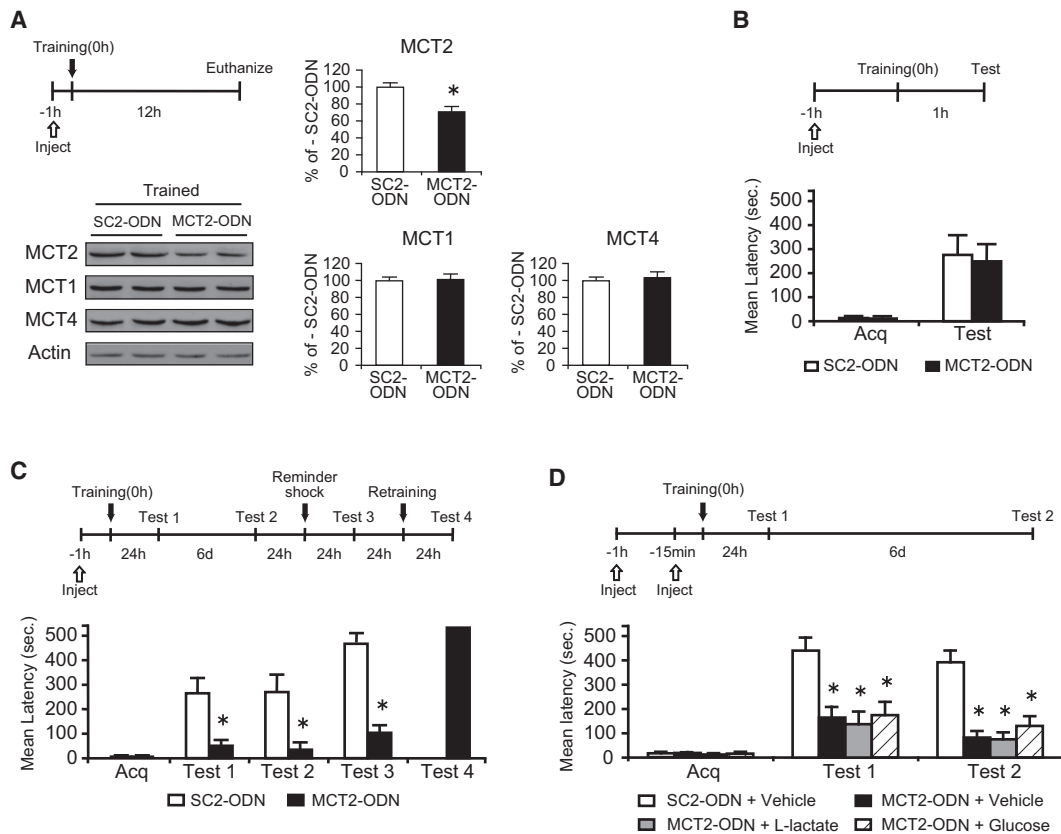 A
Training(0h)
Euthanize
-1h
12h
Inject
Trained
SC2-ODN MCT2-ODN
MCT2
MCT1
MCT4
Actin
MCT2
% of - SC2-ODN
120
100
80
60
40
20
0
*
SC2-
ODN
MCT2-
ODN
MCT1
% of - SC2-ODN
120
100
80
60
40
20
0
SC2-
ODN
MCT2-
ODN
MCT4
% of - SC2-ODN
120
100
80
60
40
20
0
SC2-
ODN
MCT2-
ODN
B
Training(0h)
Test
-1h
1h
Inject
Mean Latency (sec.)
500
400
300
200
100
0
Acq
Test
SC2-ODN
MCT2-ODN
C
Training(0h)
Reminder
shock
Retraining
Test 1
Test 2
Test 3
Test 4
-1h
24h
6d
24h
24h
24h
24h
Inject
Mean Latency (sec.)
500
400
300
200
100
0
*
*
*
Acq
Test 1
Test 2
Test 3
Test 4
SC2-ODN
MCT2-ODN
D
Training(0h)
Test 1
Test 2
-1h
-15min
24h
6d
Inject
Inject
Mean latency (sec.)
500
400
300
200
100
0
* * *
* * *
Acq
Test 1
Test 2
SC2-ODN + Vehicle
MCT2-ODN + Vehicle
MCT2-ODN + L-lactate
MCT2-ODN + Glucose